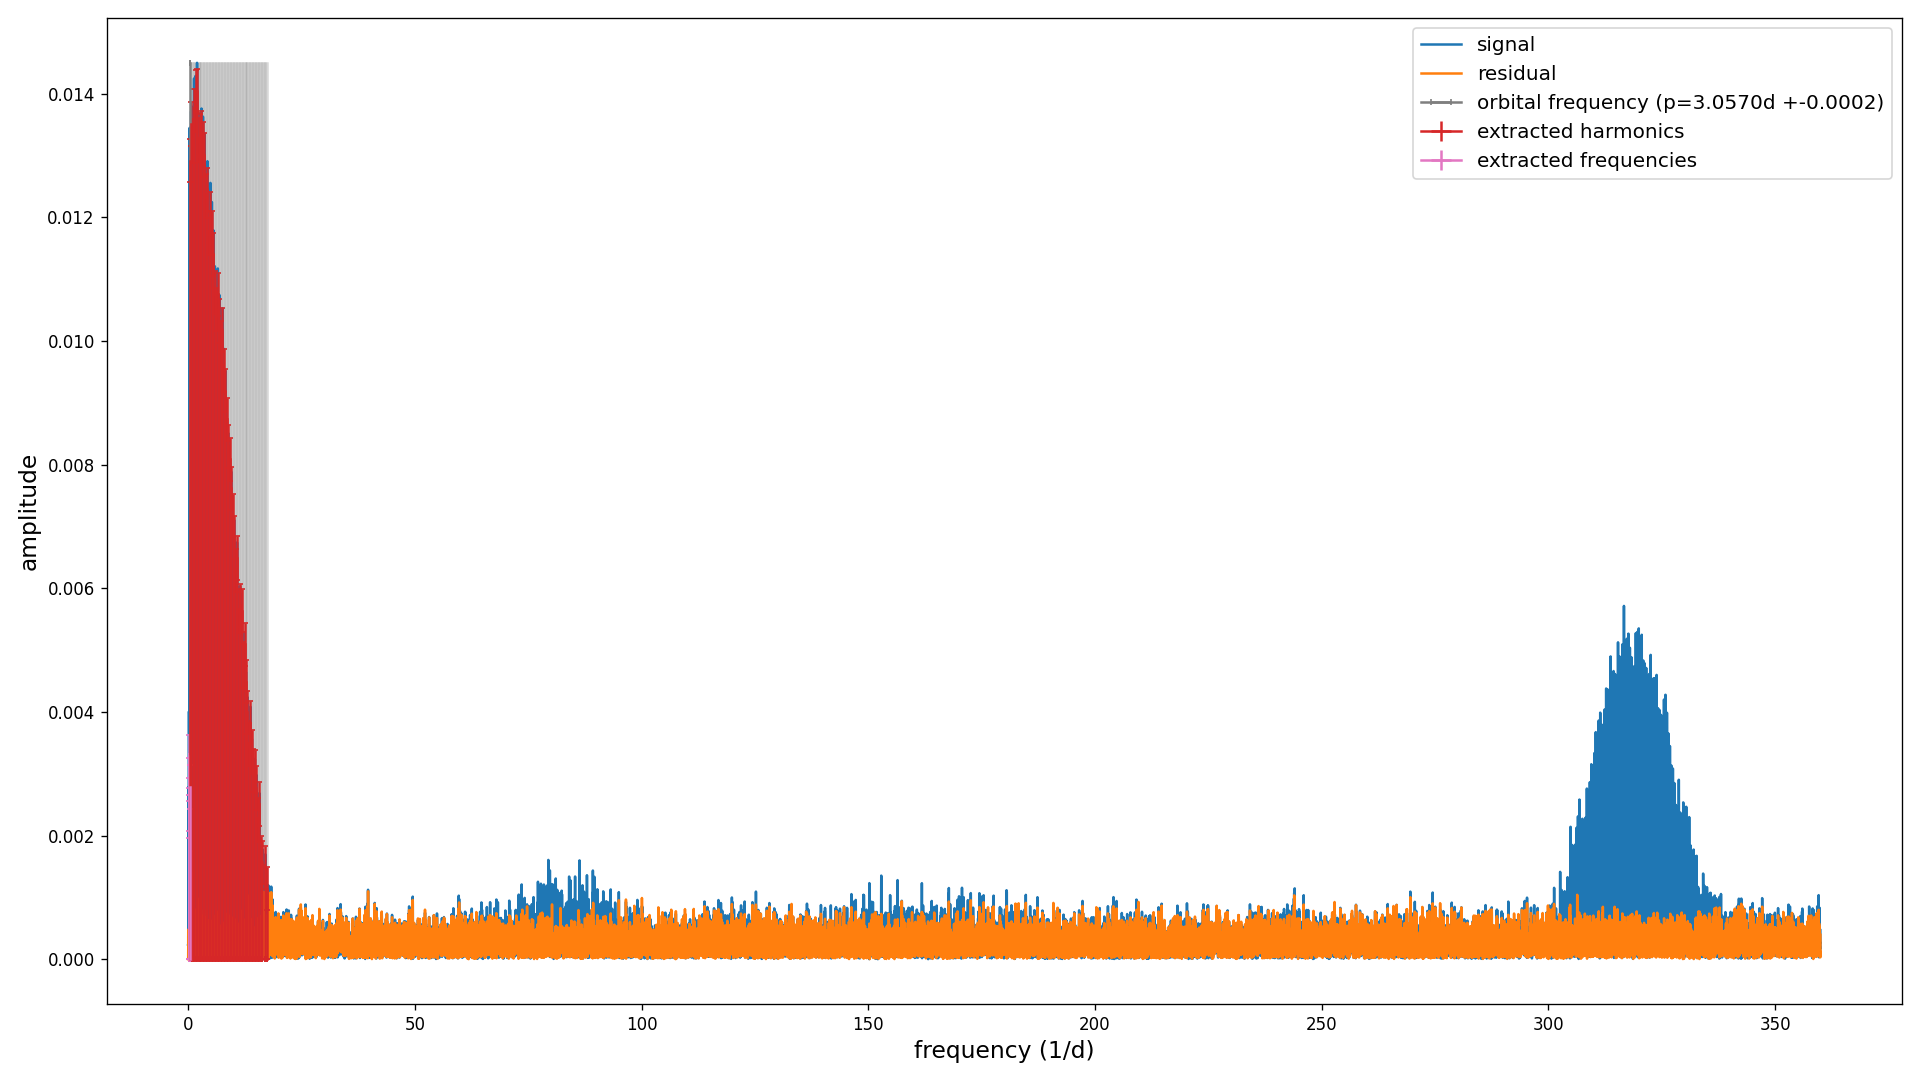 signal
residual
orbital frequency (p=3.0570d +-0.0002)
extracted harmonics
extracted frequencies
amplitude
0.014
0.012
0.010
0.008
0.006
0.004
0.002
0.000
0 50 100 150 200 250 300 350
frequency (1/d)